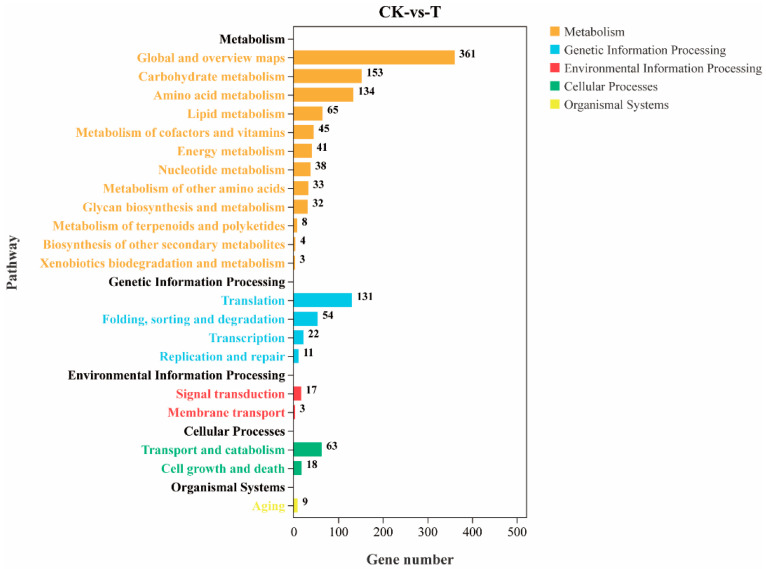 CK-vs-T
Metabolism
Global and overview maps 361
Carbohydrate metabolism 153
Amino acid metabolism 134
Lipid metabolism 65
Metabolism of cofactors and vitamins 45
Energy metabolism 41
Nucleotide metabolism 38
Metabolism of other amino acids 33
Glycan biosynthesis and metabolism 32
Metabolism of terpenoids and polyketides 8
Biosynthesis of other secondary metabolites 4
Xenobiotics biodegradation and metabolism 3
Genetic Information Processing
Translation 131
Folding, sorting and degradation 54
Transcription 22
Replication and repair 11
Environmental Information Processing
Signal transduction 17
Membrane transport 3
Cellular Processes
Transport and catabolism 63
Cell growth and death 18
Organismal Systems
Aging 9
0 100 200 300 400 500
Gene number
Pathway
Metabolism
Genetic Information Processing
Environmental Information Processing
Cellular Processes
Organismal Systems